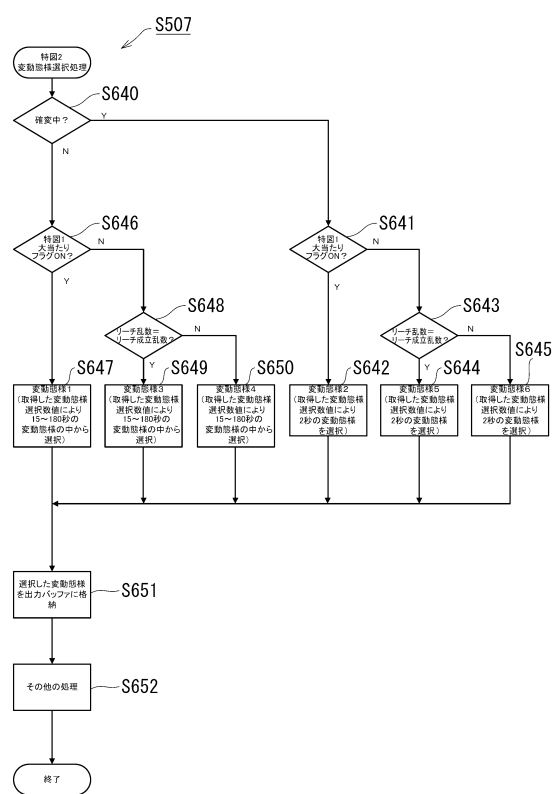 S507
特図2
変動態様選択処理
S640
確変中？
Y
N
S646
特図1
大当たり
フラグON？
N
Y
S641
特図1
大当たり
フラグON？
N
Y
S648
リーチ乱数＝
リーチ成立乱数？
N
Y
S643
リーチ乱数＝
リーチ成立乱数？
N
Y
S647
変動態様1
(取得した変動態様
選択数値により
15～180秒の
変動態様の中から
選択)
S649
変動態様3
(取得した変動態様
選択数値により
15～180秒の
変動態様の中から
選択)
S650
変動態様4
(取得した変動態様
選択数値により
15～180秒の
変動態様の中から
選択)
S642
変動態様2
(取得した変動態様
選択数値により
2秒の変動態様
を選択)
S644
変動態様5
(取得した変動態様
選択数値により
2秒の変動態様
を選択)
S645
変動態様6
(取得した変動態様
選択数値により
2秒の変動態様
を選択)
選択した変動態様
を出力バッファに格
納
S651
その他の処理
S652
終了